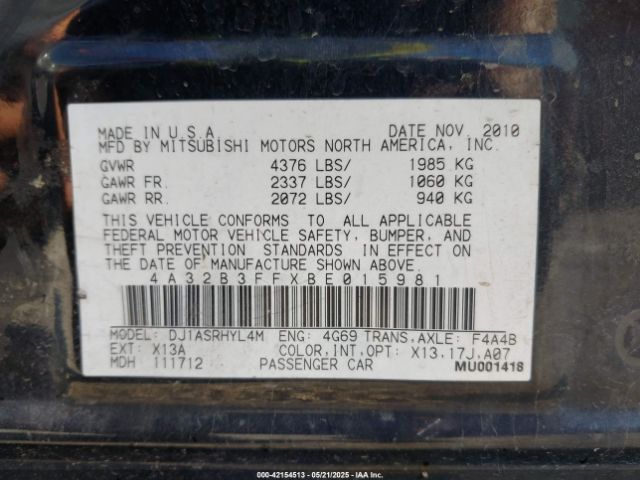 MADE IN U.S.A DATE NOV. 2010
MFD BY MITSUBISHI MOTORS NORTH AMERICA, INC.
GVWR 4376 LBS/ 1985 KG
GAWR FR. 2337 LBS/ 1060 KG
GAWR RR. 2072 LBS/ 940 KG
THIS VEHICLE CONFORMS TO ALL APPLICABLE
FEDERAL MOTOR VEHICLE SAFETY, BUMPER, AND
THEFT PREVENTION STANDARDS IN EFFECT ON
THE DATE OF MANUFACTURE SHOWN ABOVE.
4A32B3FFXBE015981
MODEL: DJ1ASRHYL4M ENG: 4G69 TRANS,AXLE: F4A4B
EXT: X13A COLOR,INT,OPT: X13,17J,A07
MDH 111712 PASSENGER CAR MU001418
000-42154513 - 05/21/2025 - IAA Inc.